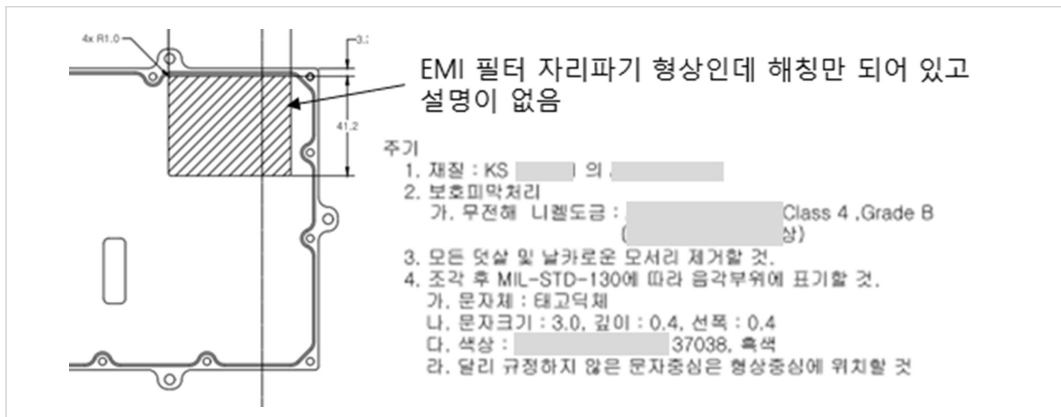 4x R1.0
3.
EMI 필터 자리파기 형상인데 해칭만 되어 있고
설명이 없음
41.2
주기
1. 재질 : KS 의
2. 보호피막처리
가. 무전해 니켈도금 : Class 4 ,Grade B
( 상)
3. 모든 덧살 및 날카로운 모서리 제거할 것.
4. 조각 후 MIL-STD-130에 따라 음각부위에 표기할 것.
가. 문자체 : 태고딕체
나. 문자크기 : 3.0, 깊이 : 0.4, 선폭 : 0.4
다. 색상 : 37038, 흑색
라. 달리 규정하지 않은 문자중심은 형상중심에 위치할 것